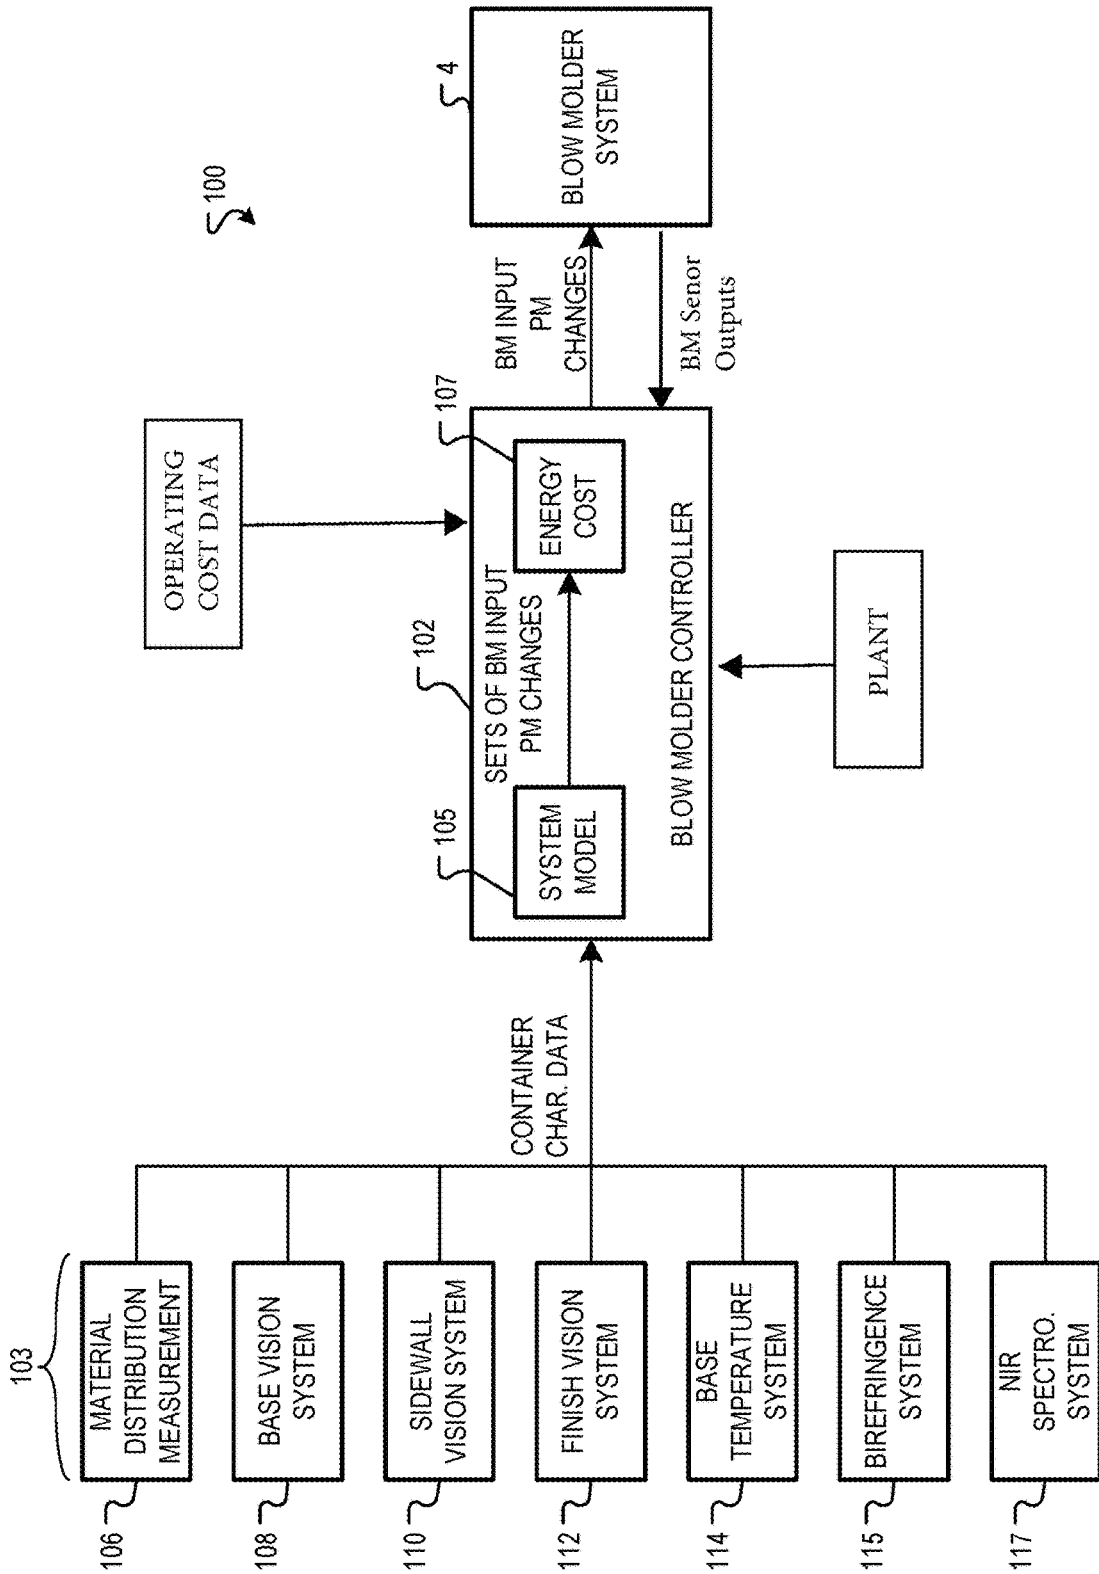 100
103
106
MATERIAL
DISTRIBUTION
MEASUREMENT
108
BASE VISION
SYSTEM
110
SIDEWALL
VISION SYSTEM
112
FINISH VISION
SYSTEM
114
BASE
TEMPERATURE
SYSTEM
115
BIREFRINGENCE
SYSTEM
117
NIR
SPECTRO.
SYSTEM
CONTAINER
CHAR. DATA
OPERATING
COST DATA
102
105
SYSTEM
MODEL
SETS OF BM INPUT
PM CHANGES
107
ENERGY
COST
BLOW MOLDER CONTROLLER
PLANT
BM INPUT
PM
CHANGES
BM Senor
Outputs
4
BLOW MOLDER
SYSTEM